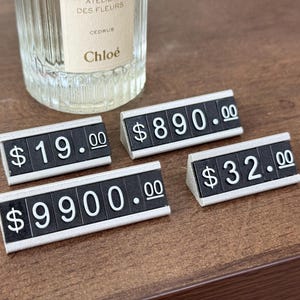 ATELIER
DES FLEURS
CEDRUS
Chloé
$19.00
$890.00
$9900.00
$32.00